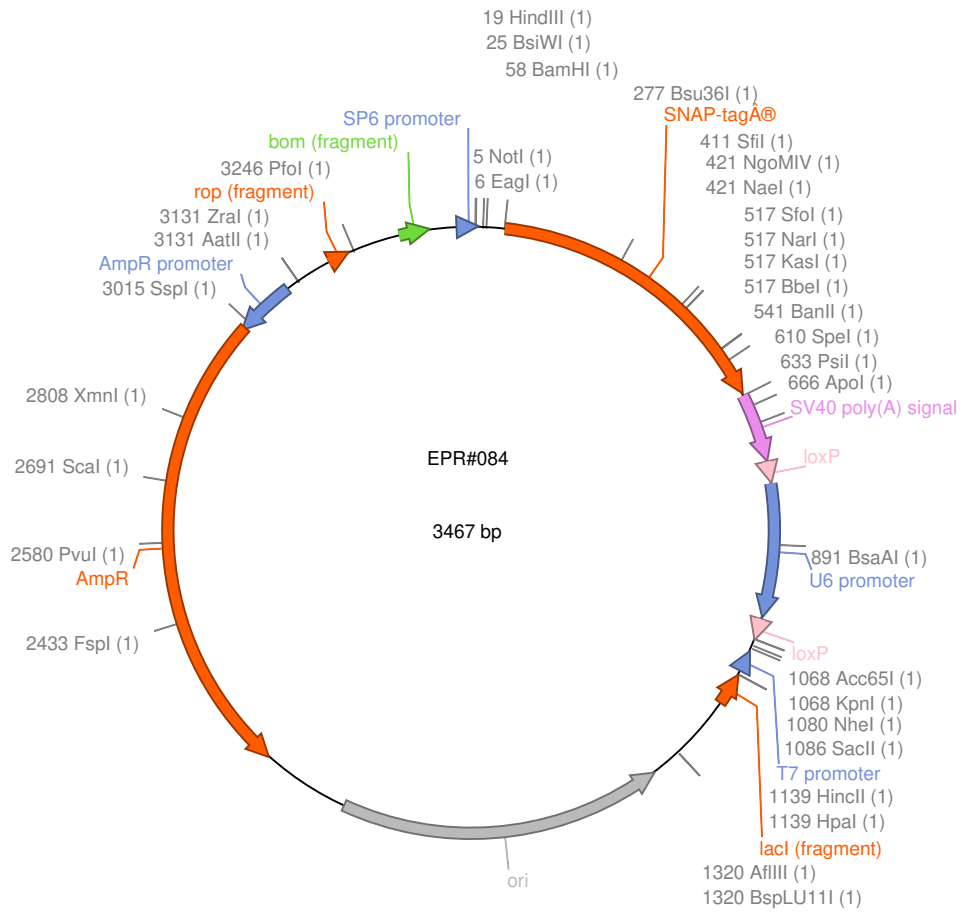 19 HindIII (1)
25 BsiWI (1)
58 BamHI (1)
277 Bsu36I (1)
SNAP-tagÂ®
SP6 promoter
bom (fragment)
5 NotI (1)
411 SfiI (1)
3246 PfoI (1)
6 EagI (1)
421 NgoMIV (1)
rop (fragment)
421 NaeI (1)
3131 ZraI (1)
517 SfoI (1)
3131 AatII (1)
517 NarI (1)
AmpR promoter
517 KasI (1)
3015 SspI (1)
517 BbeI (1)
541 BanII (1)
610 SpeI (1)
633 PsiI (1)
666 ApoI (1)
2808 XmnI (1)
SV40 poly(A) signal
EPR#084
loxP
2691 ScaI (1)
3467 bp
2580 PvuI (1)
891 BsaAI (1)
AmpR
U6 promoter
2433 FspI (1)
loxP
1068 Acc65I (1)
1068 KpnI (1)
1080 NheI (1)
1086 SacII (1)
T7 promoter
1139 HincII (1)
1139 HpaI (1)
lacI (fragment)
1320 AflIII (1)
ori
1320 BspLU11I (1)